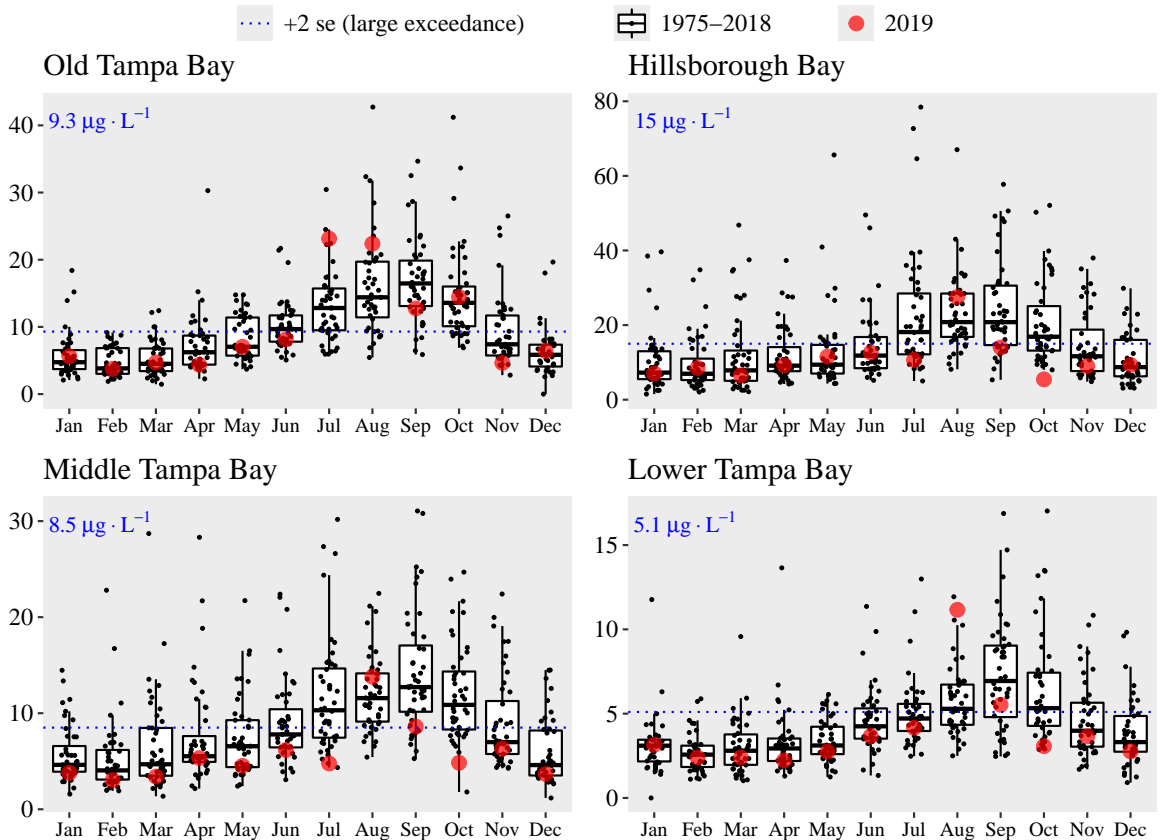 +2 se (large exceedance) 1975–2018 2019
Old Tampa Bay
9.3 μg · L⁻¹
40
30
20
10
0
Jan Feb Mar Apr May Jun Jul Aug Sep Oct Nov Dec
Hillsborough Bay
15 μg · L⁻¹
80
60
40
20
0
Jan Feb Mar Apr May Jun Jul Aug Sep Oct Nov Dec
Middle Tampa Bay
8.5 μg · L⁻¹
30
20
10
0
Jan Feb Mar Apr May Jun Jul Aug Sep Oct Nov Dec
Lower Tampa Bay
5.1 μg · L⁻¹
15
10
5
0
Jan Feb Mar Apr May Jun Jul Aug Sep Oct Nov Dec